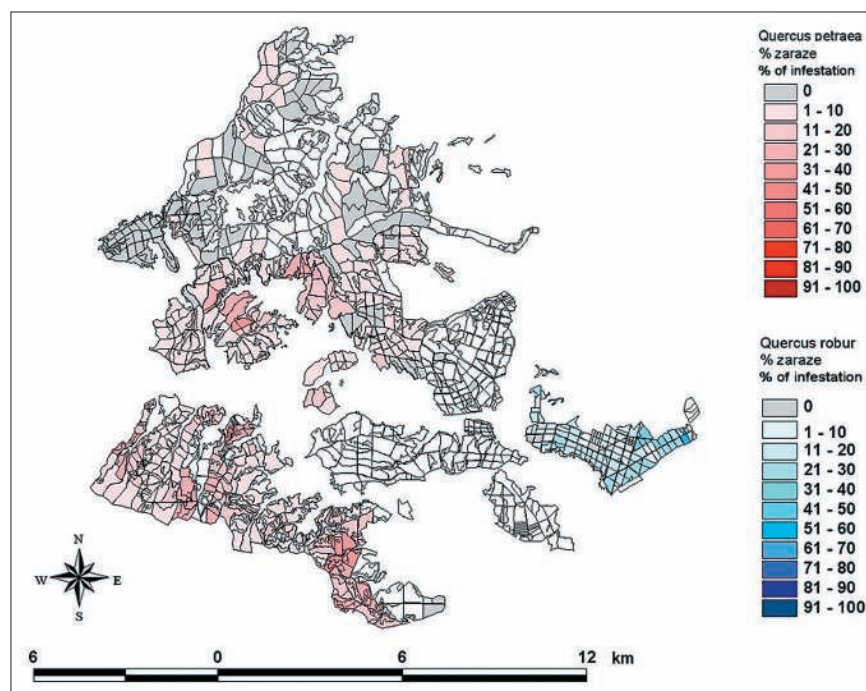 Quercus petraea
% zaraze
% of infestation
0
1 - 10
11 - 20
21 - 30
31 - 40
41 - 50
51 - 60
61 - 70
71 - 80
81 - 90
91 - 100
Quercus robur
% zaraze
% of infestation
0
1 - 10
11 - 20
21 - 30
31 - 40
41 - 50
51 - 60
61 - 70
71 - 80
81 - 90
91 - 100
N
W E
S
6 0 6 12 km